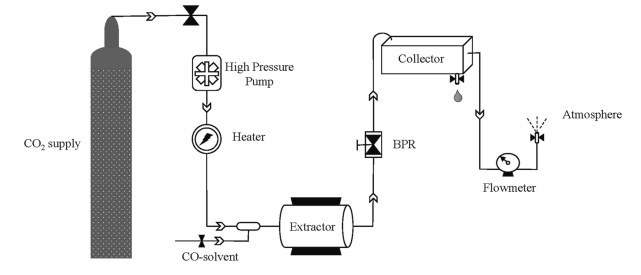 High Pressure
Pump
Collector
Atmosphere
CO₂ supply
Heater
BPR
Flowmeter
Extractor
CO-solvent